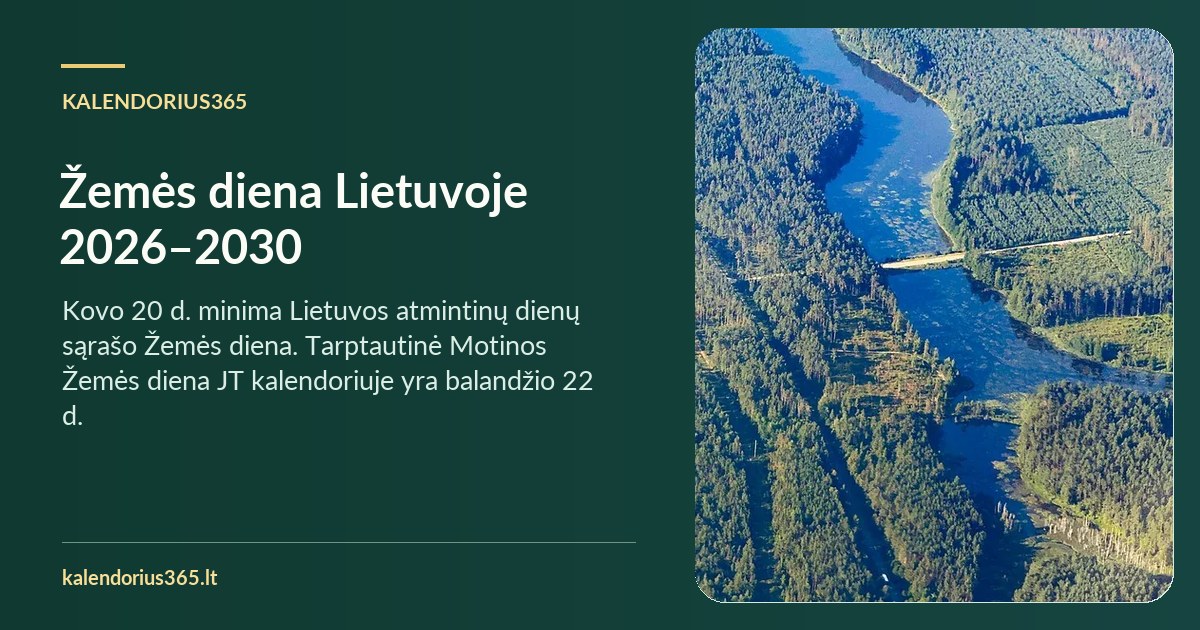 KALENDORIUS365
Žemės diena Lietuvoje
2026–2030
Kovo 20 d. minima Lietuvos atmintinų dienų
sąrašo Žemės diena. Tarptautinė Motinos
Žemės diena JT kalendoriuje yra balandžio 22
d.
kalendorius365.lt